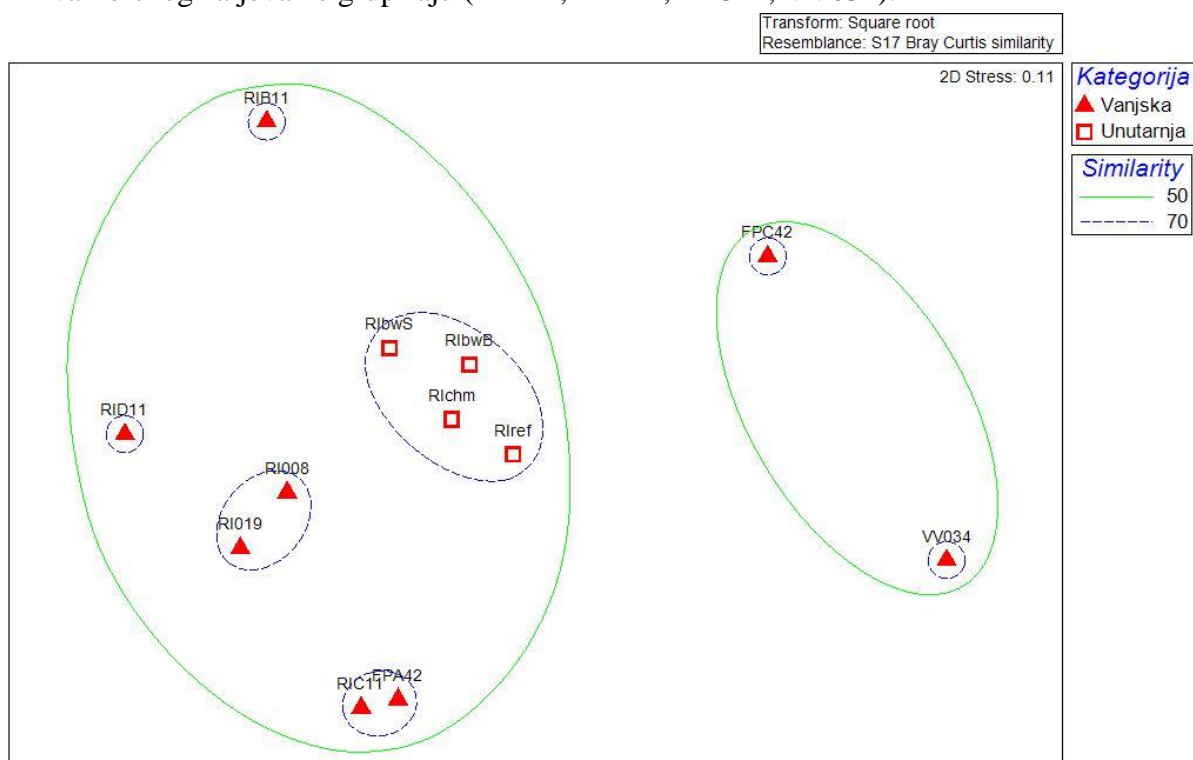 Transform: Square root
Resemblance: S17 Bray Curtis similarity
2D Stress: 0.11
Kategorija
Vanjska
Unutarnja
Similarity
50
70
RIB11
FPC42
RIbwS
RIbwB
RIchm
RIref
RID11
RI008
RI019
VV034
RIC11
FPA42